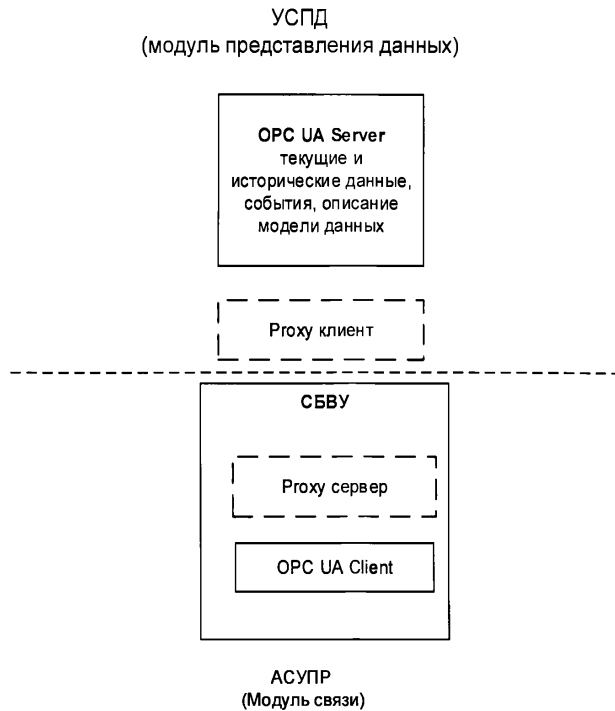 УСПД
(модуль представления данных)
OPC UA Server
текущие и
исторические данные,
события, описание
модели данных
Proxy клиент
СБВУ
Proxy сервер
OPC UA Client
АСУПР
(Модуль связи)